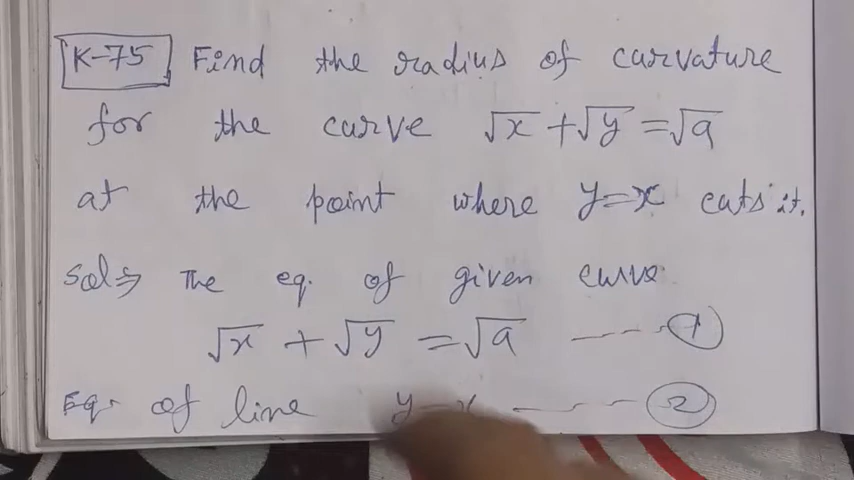 K-75 Find the radius of curvature
for the curve √x + √y = √a
at the point where y=x cuts it.
Sol⇒ The eq. of given curve
√x + √y = √a ---- 1
Eq. of line y=x ---- 2